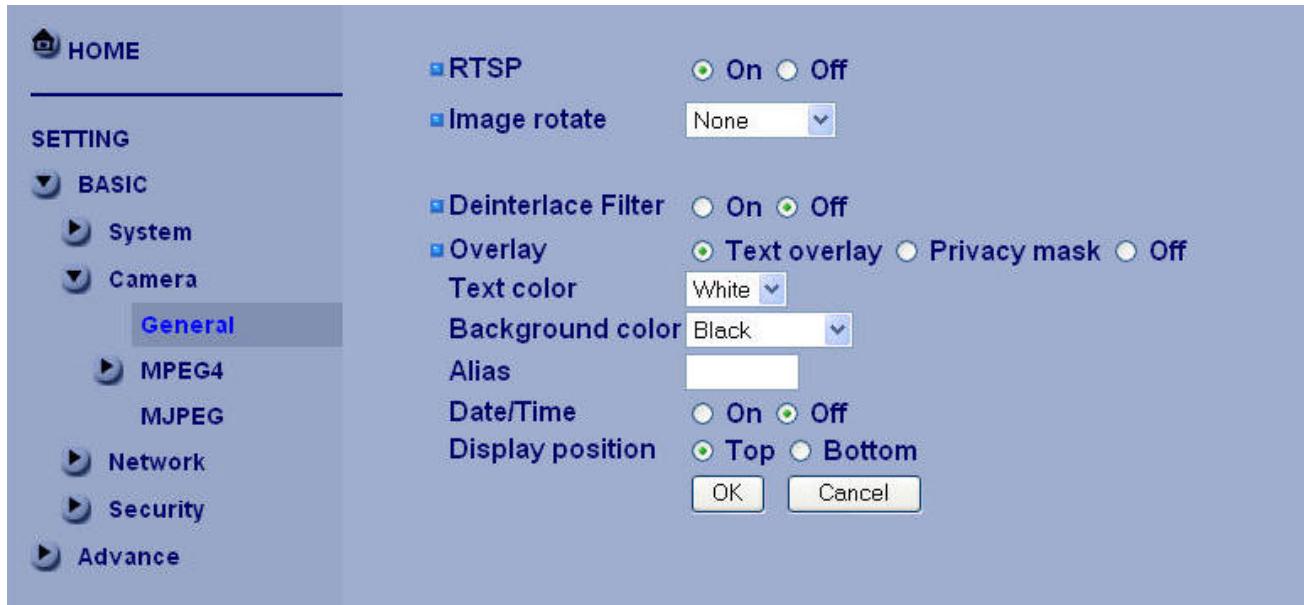 HOME
SETTING
BASIC
System
Camera
General
MPEG4
MJPEG
Network
Security
Advance
RTSP On Off
Image rotate None
Deinterlace Filter On Off
Overlay Text overlay Privacy mask Off
Text color White
Background color Black
Alias
Date/Time On Off
Display position Top Bottom
OK Cancel